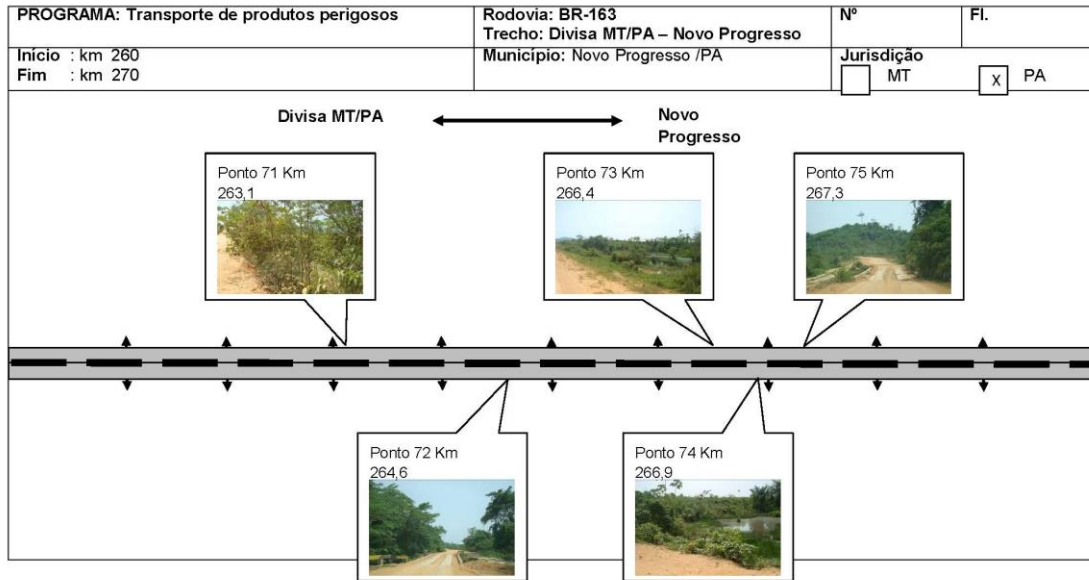 PROGRAMA: Transporte de produtos perigosos
Rodovia: BR-163
Trecho: Divisa MT/PA – Novo Progresso
Nº
Fl.
Início : km 260
Fim : km 270
Município: Novo Progresso /PA
Jurisdição
MT
X PA
Divisa MT/PA
Novo
Progresso
Ponto 71 Km
263,1
Ponto 73 Km
266,4
Ponto 75 Km
267,3
Ponto 72 Km
264,6
Ponto 74 Km
266,9